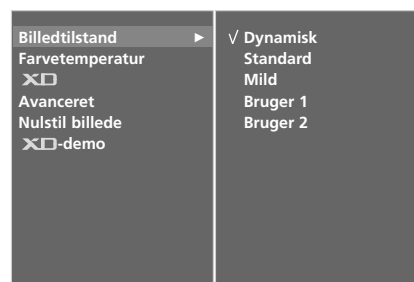 Billedtilstand ►
Farvetemperatur
XD
Avanceret
Nulstil billede
XD-demo
√ Dynamisk
Standard
Mild
Bruger 1
Bruger 2